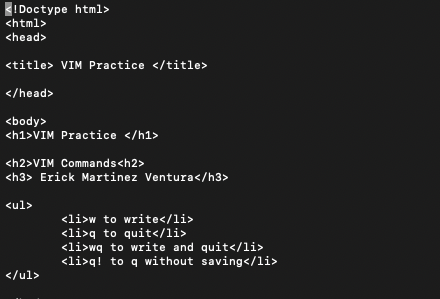 <!Doctype html>
<html>
<head>
<title> VIM Practice </title>
</head>
<body>
<h1>VIM Practice </h1>
<h2>VIM Commands<h2>
<h3> Erick Martinez Ventura</h3>
<ul>
<li>w to write</li>
<li>q to quit</li>
<li>wq to write and quit</li>
<li>q! to q without saving</li>
</ul>